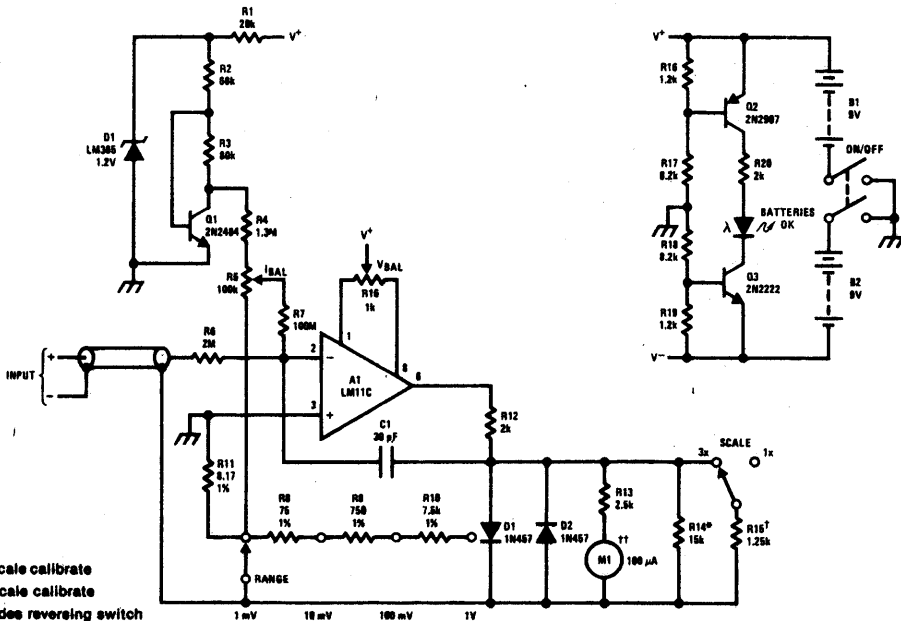 R1
20k
V+
R2
60k
R3
60k
D1
LM385
1.2V
Q1
2N2484
R4
1.3M
R5
100k
IBAL
V+
VBAL
R16
1k
R7
100M
R6
2M
INPUT
+
-
1
2
-
A1
LM11C
3
+
8
6
R12
2k
C1
30 pF
R11
8.17
1%
R8
75
1%
R9
750
1%
R10
7.5k
1%
RANGE
1 mV
10 mV
100 mV
1V
D1
1N457
D2
1N457
R13
2.5k
††
M1
100 μA
R14*
15k
SCALE
3x
1x
R15†
1.25k
V+
R16
1.2k
Q2
2N2907
R17
8.2k
R20
2k
λ
BATTERIES
OK
R18
8.2k
Q3
2N2222
R19
1.2k
V-
B1
9V
ON/OFF
B2
9V
cale calibrate
cale calibrate
des reversing switch